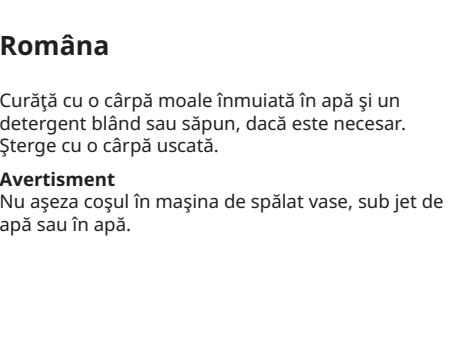 Româna
Curăţă cu o cârpă moale înmuiată în apă şi un
detergent blând sau săpun, dacă este necesar.
Şterge cu o cârpă uscată.
Avertisment
Nu aşeza coşul în maşina de spălat vase, sub jet de
apă sau în apă.